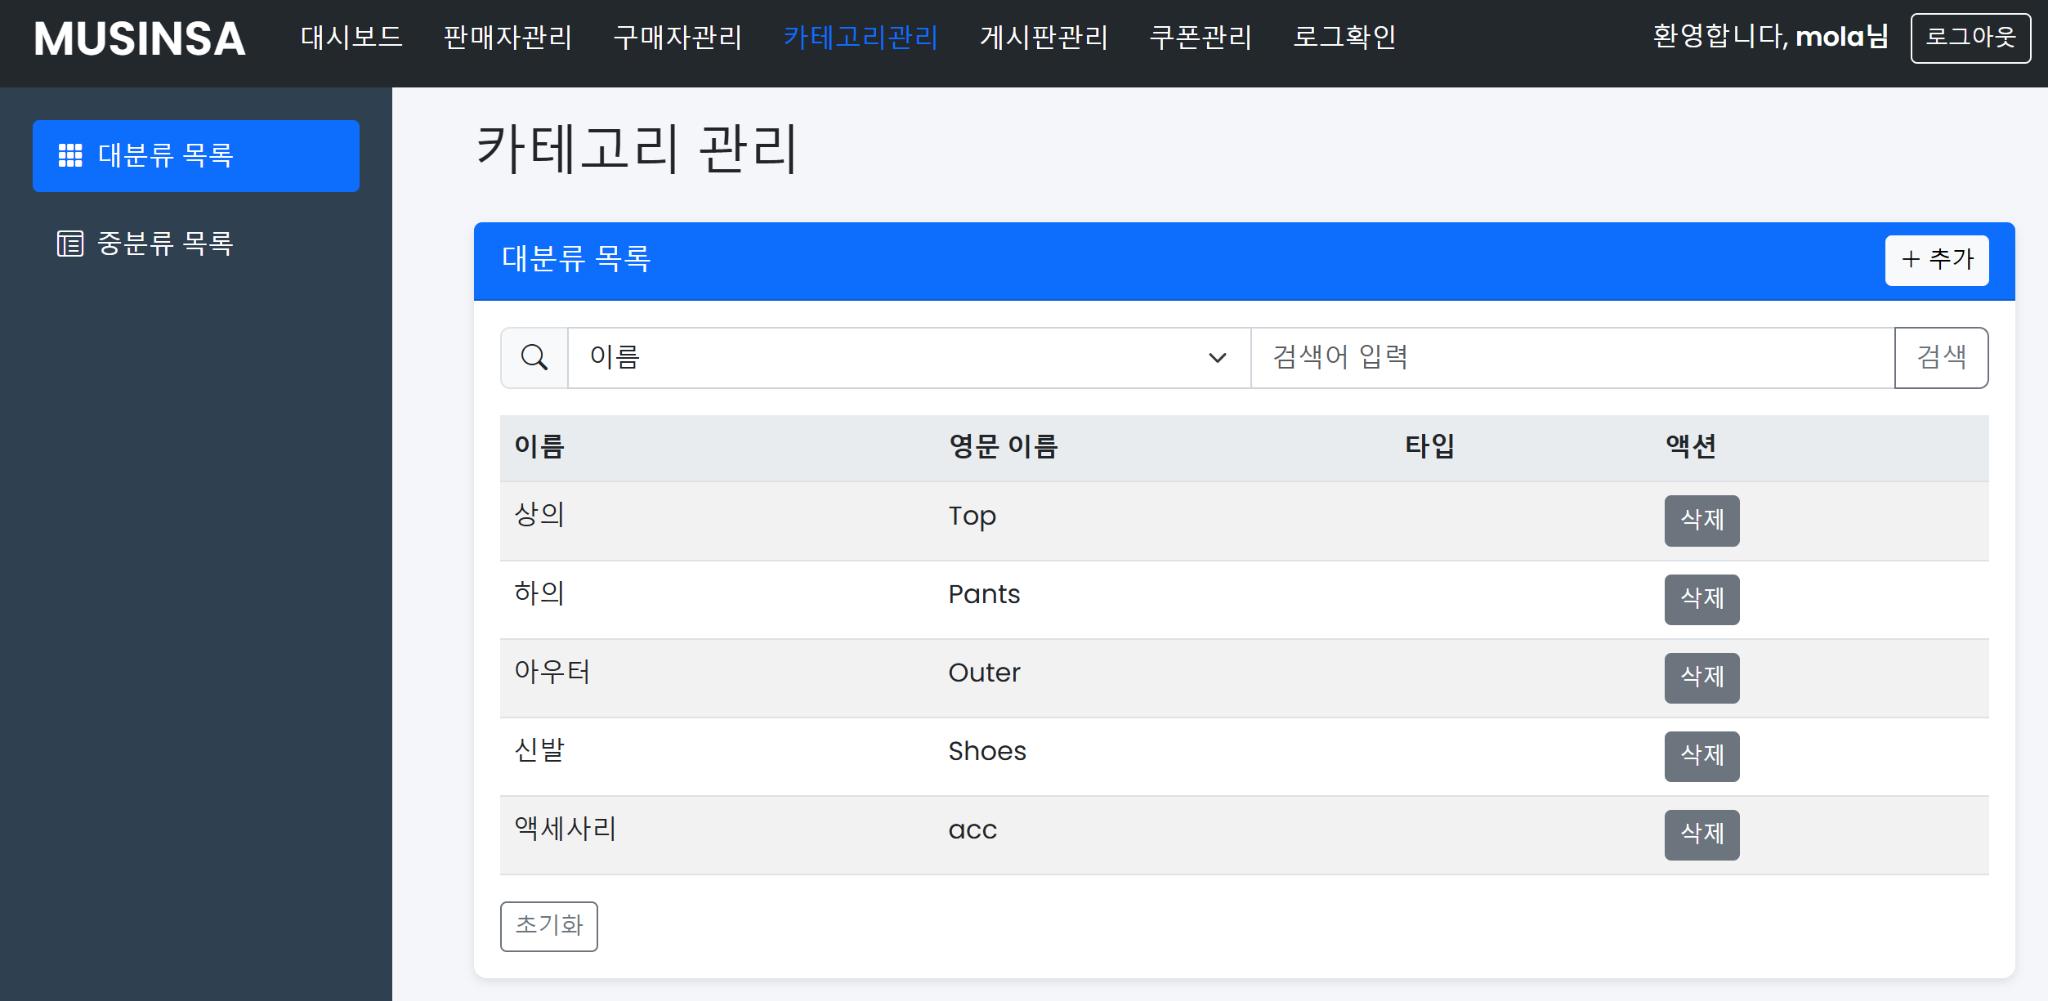 MUSINSA 대시보드 판매자관리 구매자관리 카테고리관리 게시판관리 쿠폰관리 로그확인 환영합니다, mola님 로그아웃
대분류 목록
중분류 목록
카테고리 관리
대분류 목록 + 추가
이름 검색어 입력 검색
이름 영문 이름 타입 액션
상의 Top 삭제
하의 Pants 삭제
아우터 Outer 삭제
신발 Shoes 삭제
액세사리 acc 삭제
초기화